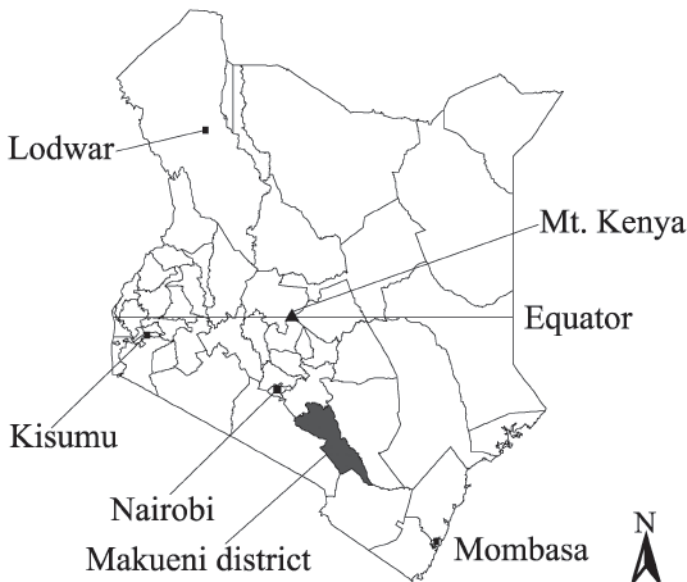 Lodwar
Mt. Kenya
Equator
Kisumu
Nairobi
Makueni district
Mombasa
N